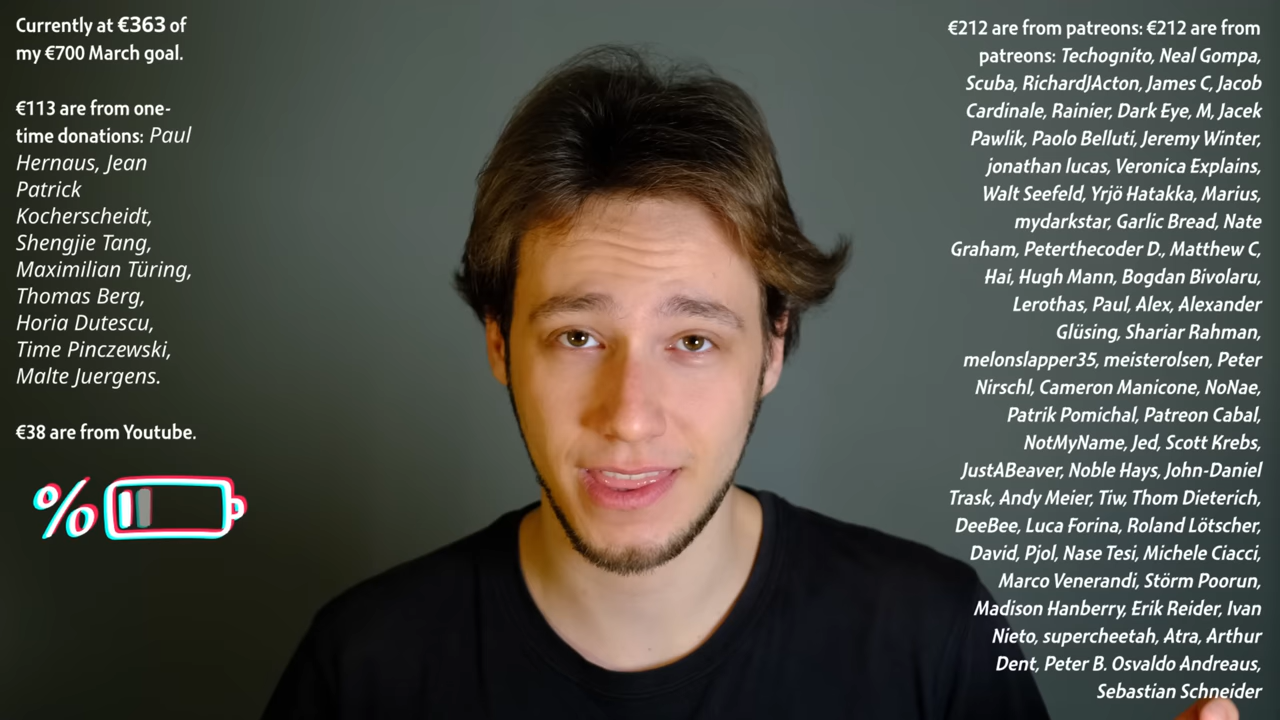 Currently at €363 of
my €700 March goal.
€113 are from one-
time donations: Paul
Hernaus, Jean
Patrick
Kocherscheidt,
Shengjie Tang,
Maximilian Türing,
Thomas Berg,
Horia Dutescu,
Time Pinczewski,
Malte Juergens.
€38 are from Youtube.
%
€212 are from patreons: €212 are from
patreons: Techognito, Neal Gompa,
Scuba, RichardJActon, James C, Jacob
Cardinale, Rainier, Dark Eye, M, Jacek
Pawlik, Paolo Belluti, Jeremy Winter,
jonathan lucas, Veronica Explains,
Walt Seefeld, Yrjö Hatakka, Marius,
mydarkstar, Garlic Bread, Nate
Graham, Peterthecoder D., Matthew C,
Hai, Hugh Mann, Bogdan Bivolaru,
Lerothas, Paul, Alex, Alexander
Glüsing, Shariar Rahman,
melonslapper35, meisterolsen, Peter
Nirschl, Cameron Manicone, NoNae,
Patrik Pomichal, Patreon Cabal,
NotMyName, Jed, Scott Krebs,
JustABeaver, Noble Hays, John-Daniel
Trask, Andy Meier, Tiw, Thom Dieterich,
DeeBee, Luca Forina, Roland Lötscher,
David, Pjol, Nase Tesi, Michele Ciacci,
Marco Venerandi, Störm Poorun,
Madison Hanberry, Erik Reider, Ivan
Nieto, supercheetah, Atra, Arthur
Dent, Peter B. Osvaldo Andreaus,
Sebastian Schneider